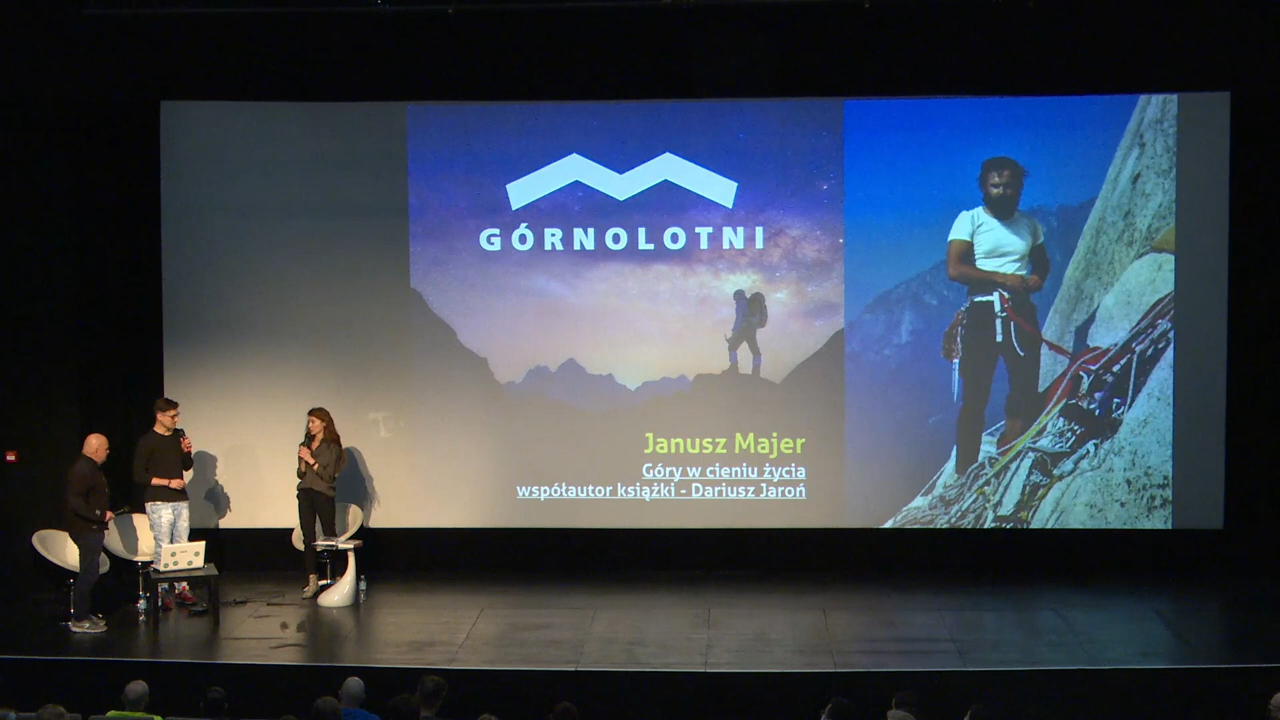 GÓRNOLOTNI
Janusz Majer
Góry w cieniu życia
współautor książki - Dariusz Jaroń